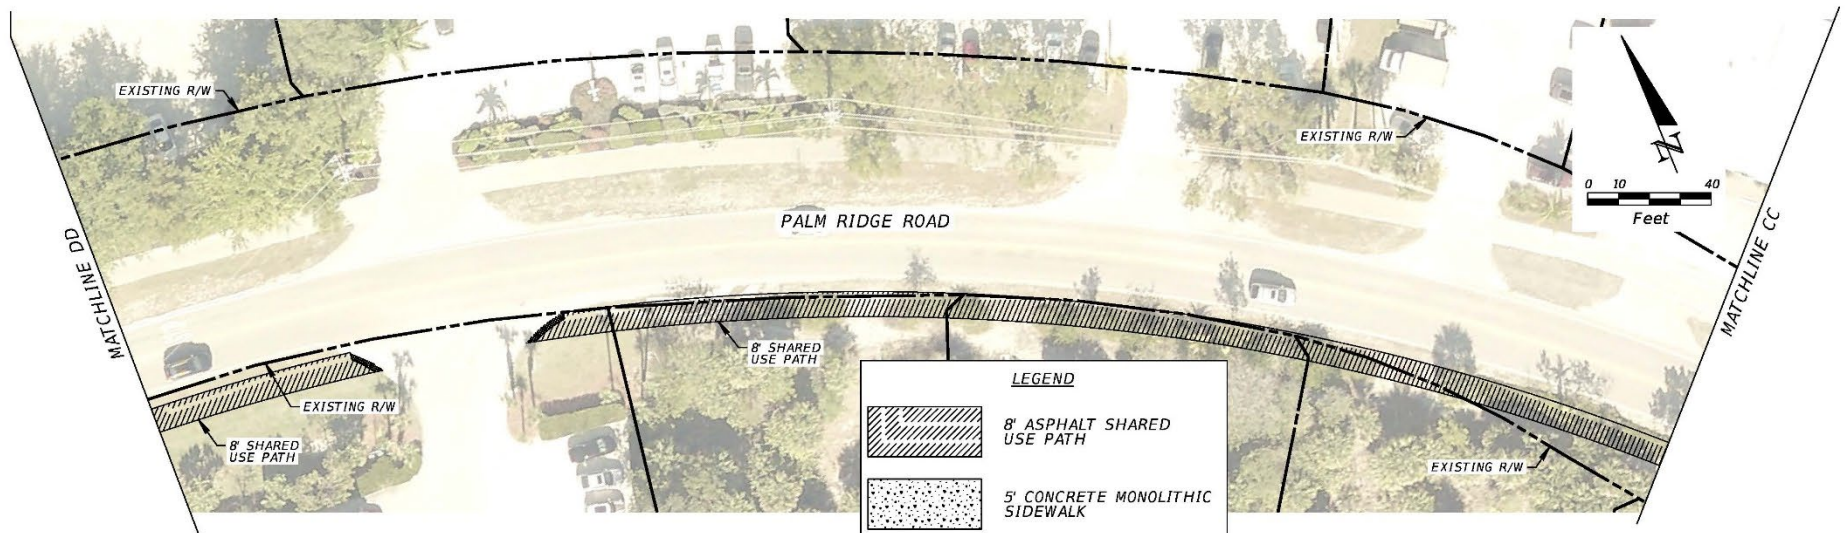 EXISTING R/W
EXISTING R/W
N
0 10 40
Feet
PALM RIDGE ROAD
MATCHLINE DD
MATCHLINE CC
8' SHARED
USE PATH
EXISTING R/W
8' SHARED
USE PATH
LEGEND
8' ASPHALT SHARED
USE PATH
5' CONCRETE MONOLITHIC
SIDEWALK
EXISTING R/W